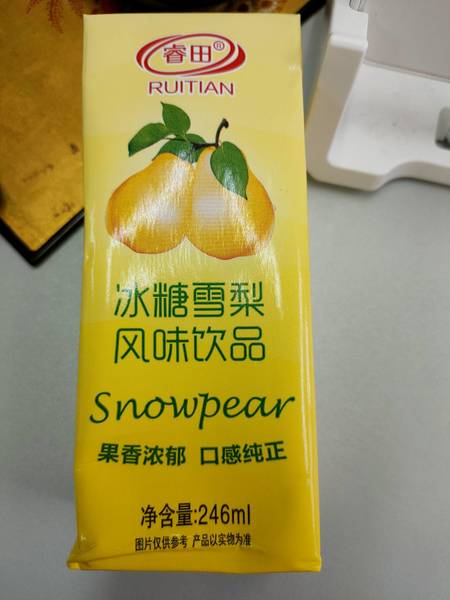 睿田®
RUITIAN
冰糖雪梨
风味饮品
Snowpear
果香浓郁 口感纯正
净含量:246ml
图片仅供参考 产品以实物为准